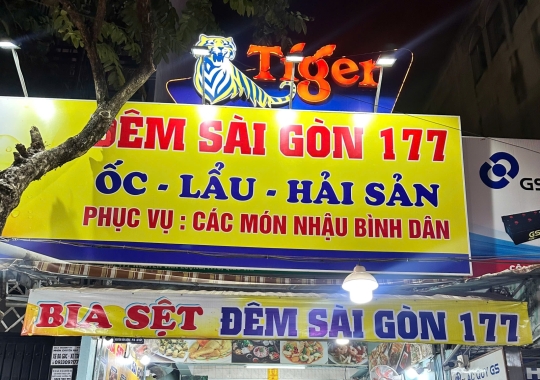 Tiger
ĐÊM SÀI GÒN 177
ỐC - LẨU - HẢI SẢN
PHỤC VỤ : CÁC MÓN NHẬU BÌNH DÂN
GS
BIA SỆT ĐÊM SÀI GÒN 177